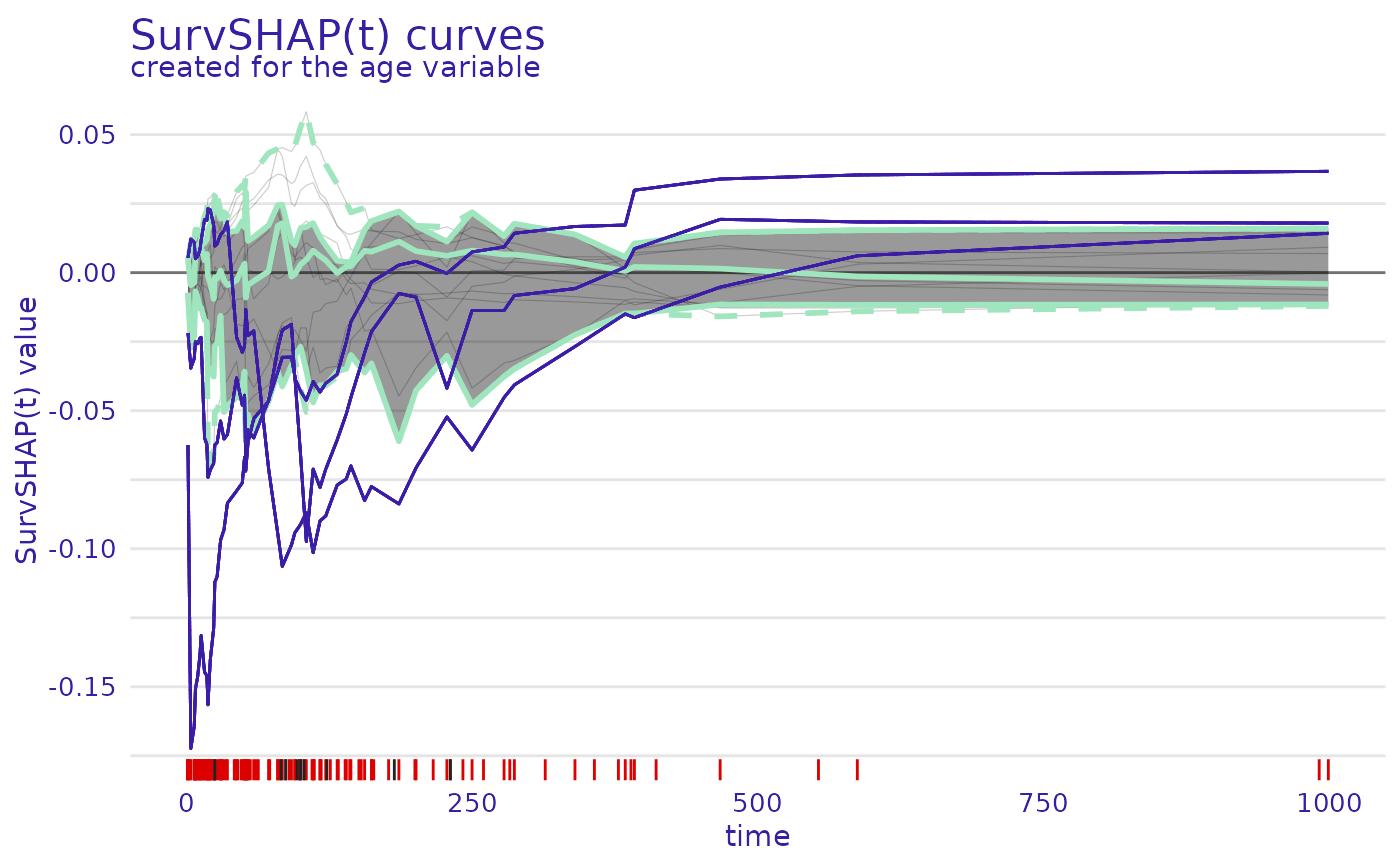 SurvSHAP(t) curves
created for the age variable
SurvSHAP(t) value
0.05
0.00
-0.05
-0.10
-0.15
0
250
500
750
1000
time